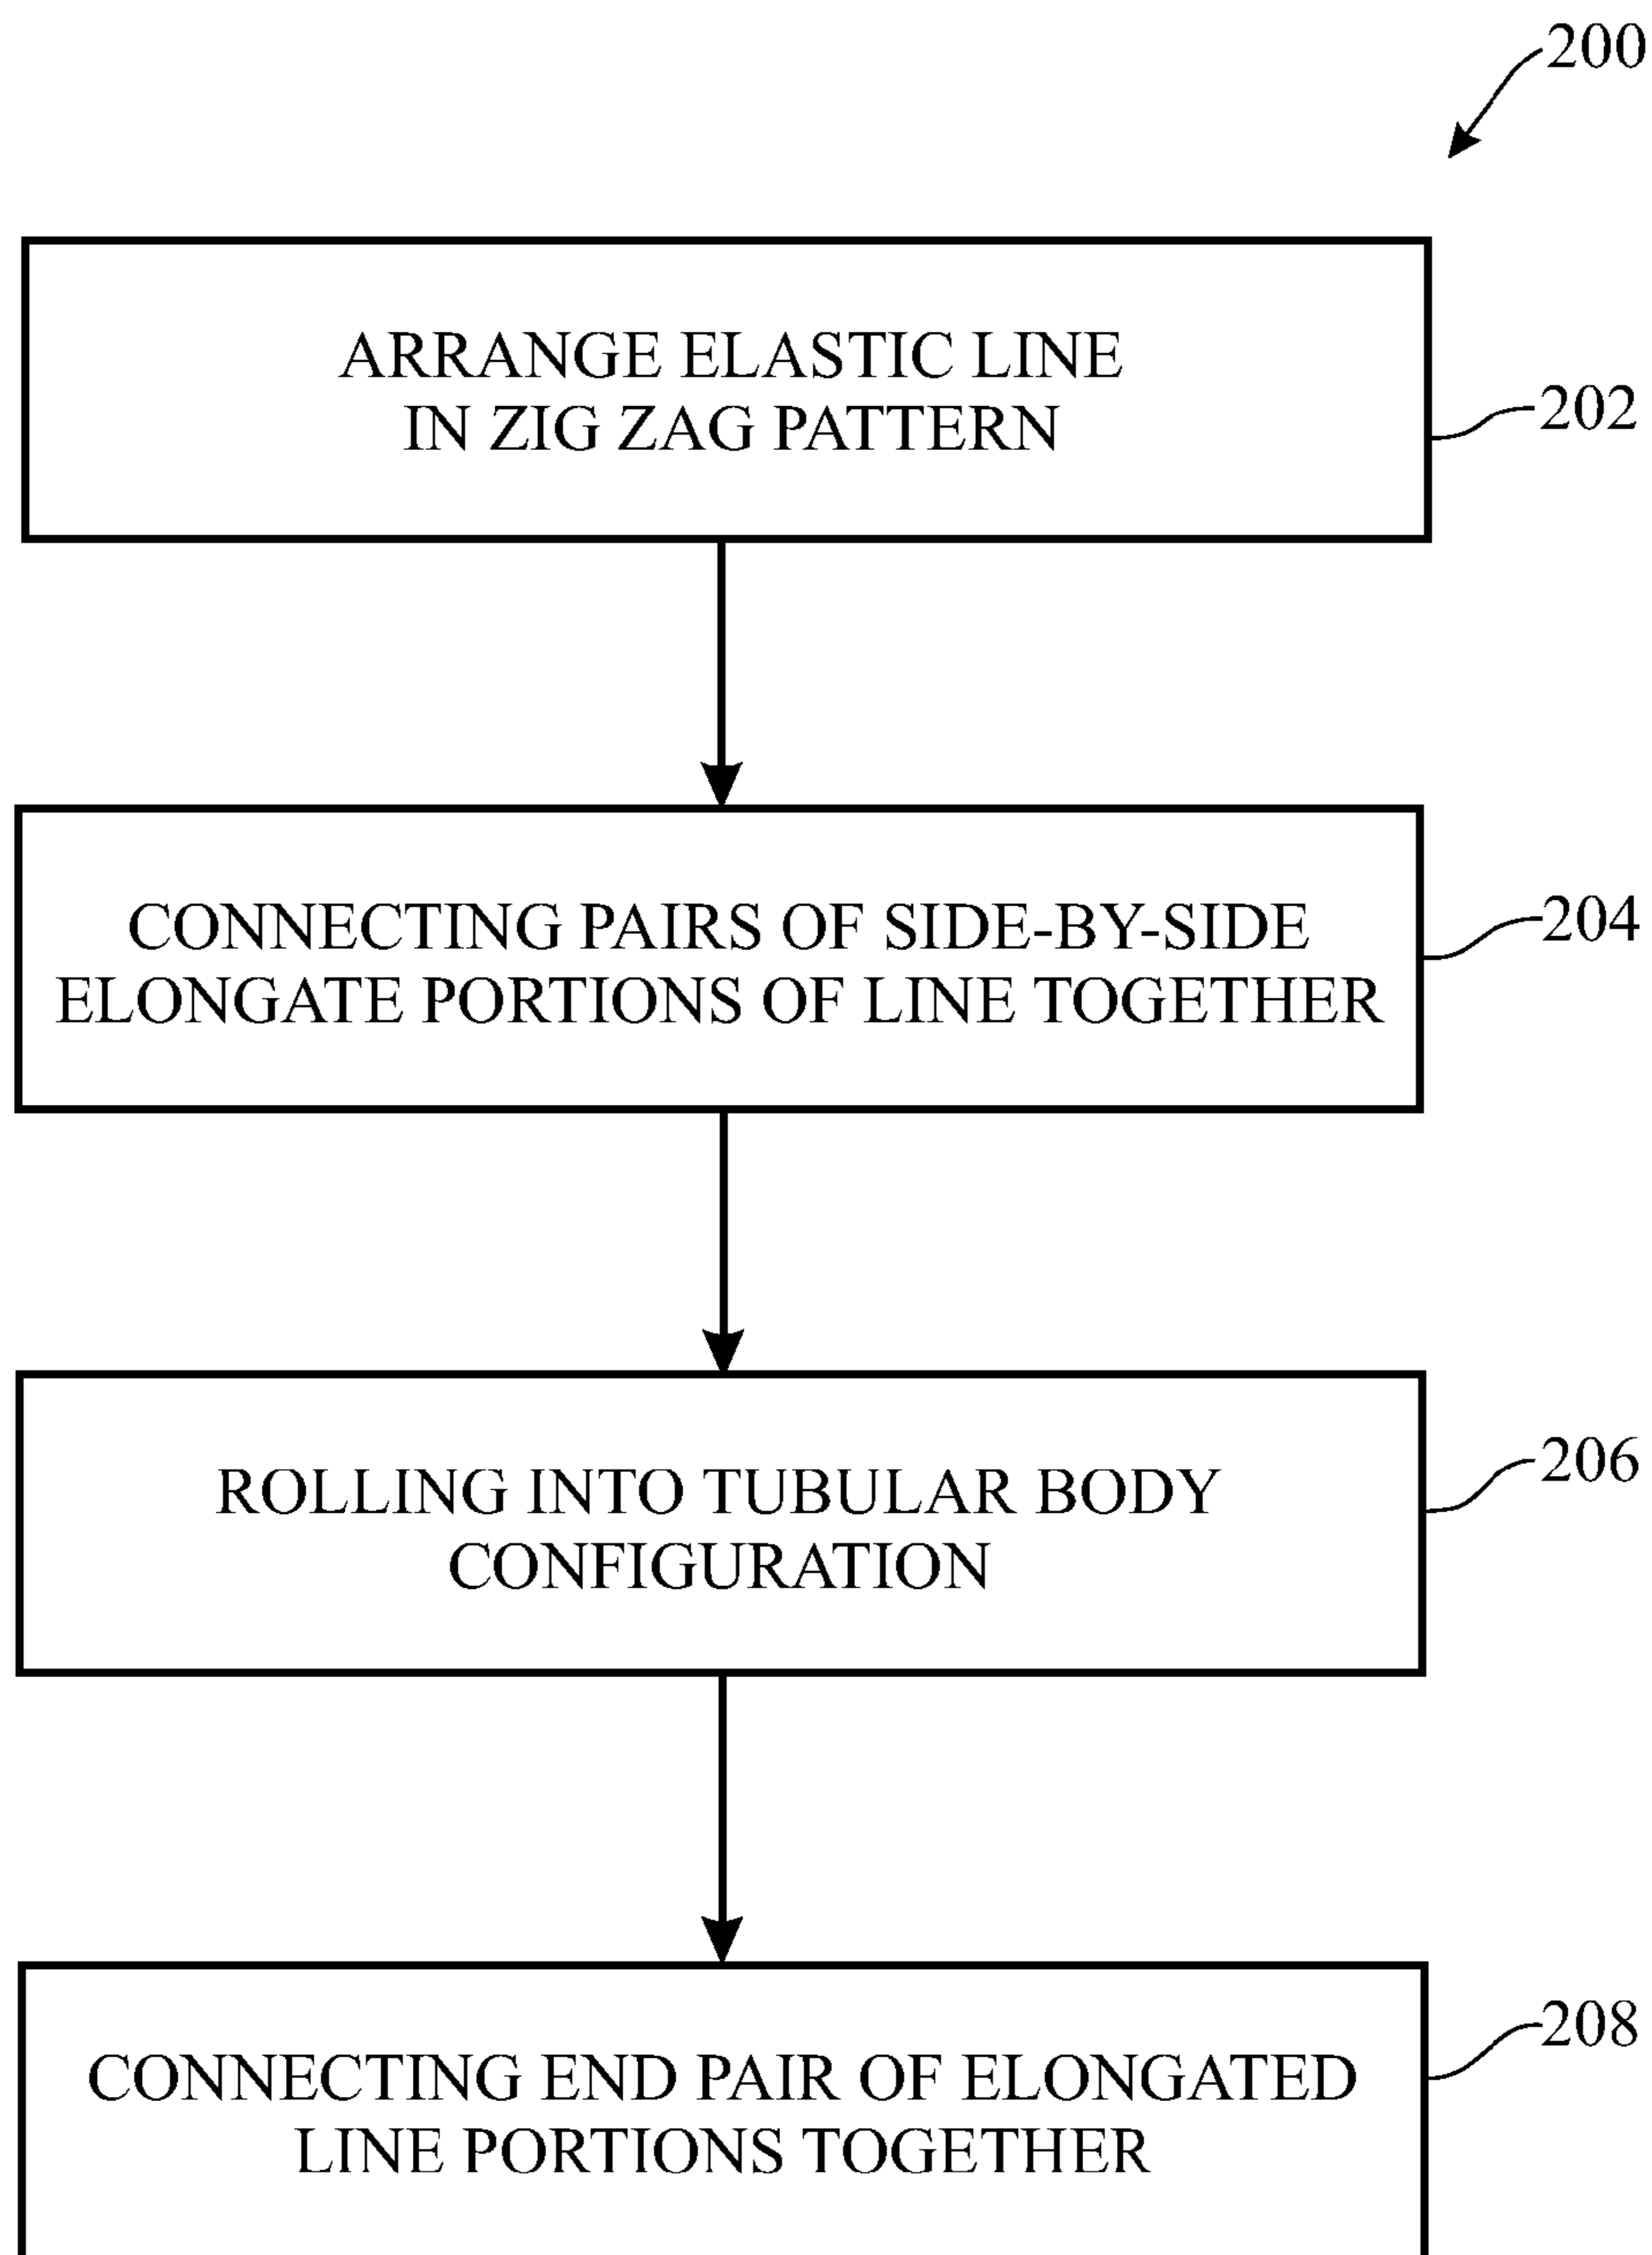 200
ARRANGE ELASTIC LINE
IN ZIG ZAG PATTERN
202
CONNECTING PAIRS OF SIDE-BY-SIDE
ELONGATE PORTIONS OF LINE TOGETHER
204
ROLLING INTO TUBULAR BODY
CONFIGURATION
206
CONNECTING END PAIR OF ELONGATED
LINE PORTIONS TOGETHER
208